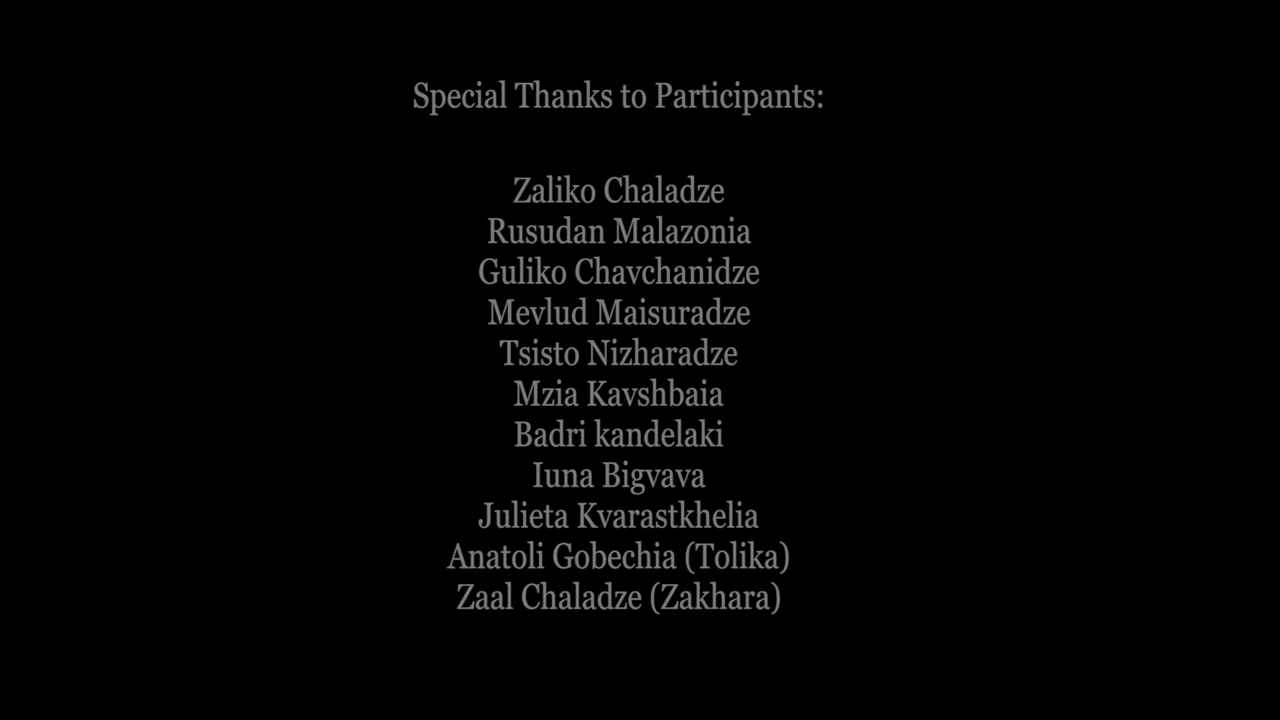 Special Thanks to Participants:
Zaliko Chaladze
Rusudan Malazonia
Guliko Chavchanidze
Mevlud Maisuradze
Tsisto Nizharadze
Mzia Kavshbaia
Badri kandelaki
Iuna Bigvava
Julieta Kvarastkhelia
Anatoli Gobechia (Tolika)
Zaal Chaladze (Zakhara)